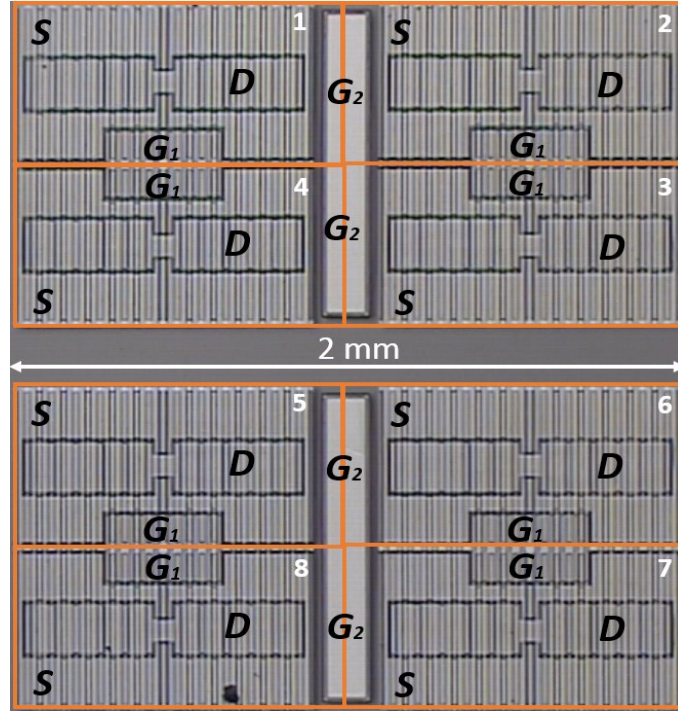 S 1 S 2
D G₂ D
G₁ G₁
G₁ 4 G₁ 3
D G₂ D
S S
2 mm
S 5 S 6
D G₂ D
G₁ G₁
G₁ 8 G₁ 7
D G₂ D
S S